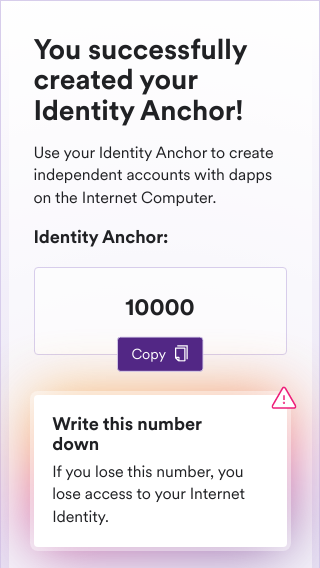 You successfully
created your
Identity Anchor!
Use your Identity Anchor to create
independent accounts with dapps
on the Internet Computer.
Identity Anchor:
10000
Copy
Write this number
down
If you lose this number, you
lose access to your Internet
Identity.